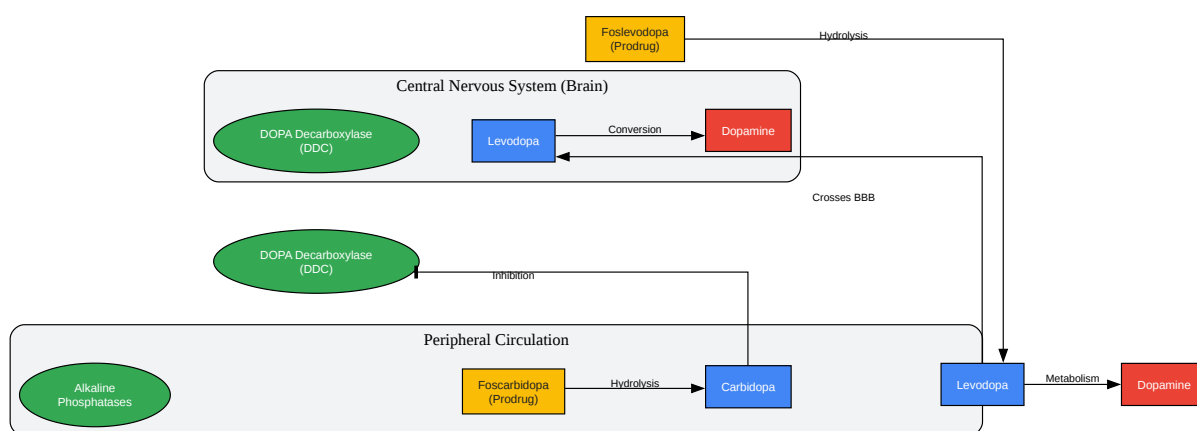 Foslevodopa
(Prodrug)
Hydrolysis
Central Nervous System (Brain)
DOPA Decarboxylase
(DDC)
Levodopa
Conversion
Dopamine
Crosses BBB
DOPA Decarboxylase
(DDC)
Inhibition
Peripheral Circulation
Alkaline
Phosphatases
Foscarbidopa
(Prodrug)
Hydrolysis
Carbidopa
Levodopa
Metabolism
Dopamine